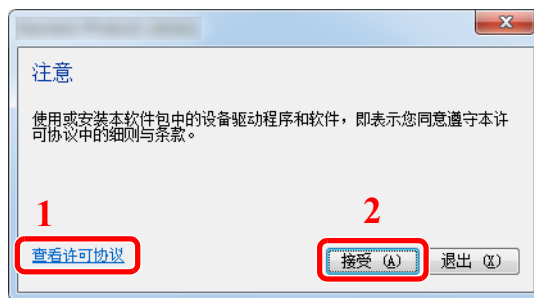 注意
使用或安装本软件包中的设备驱动程序和软件，即表示您同意遵守本许
可协议中的细则与条款。
1
2
查看许可协议
接受 (A)
退出 (X)